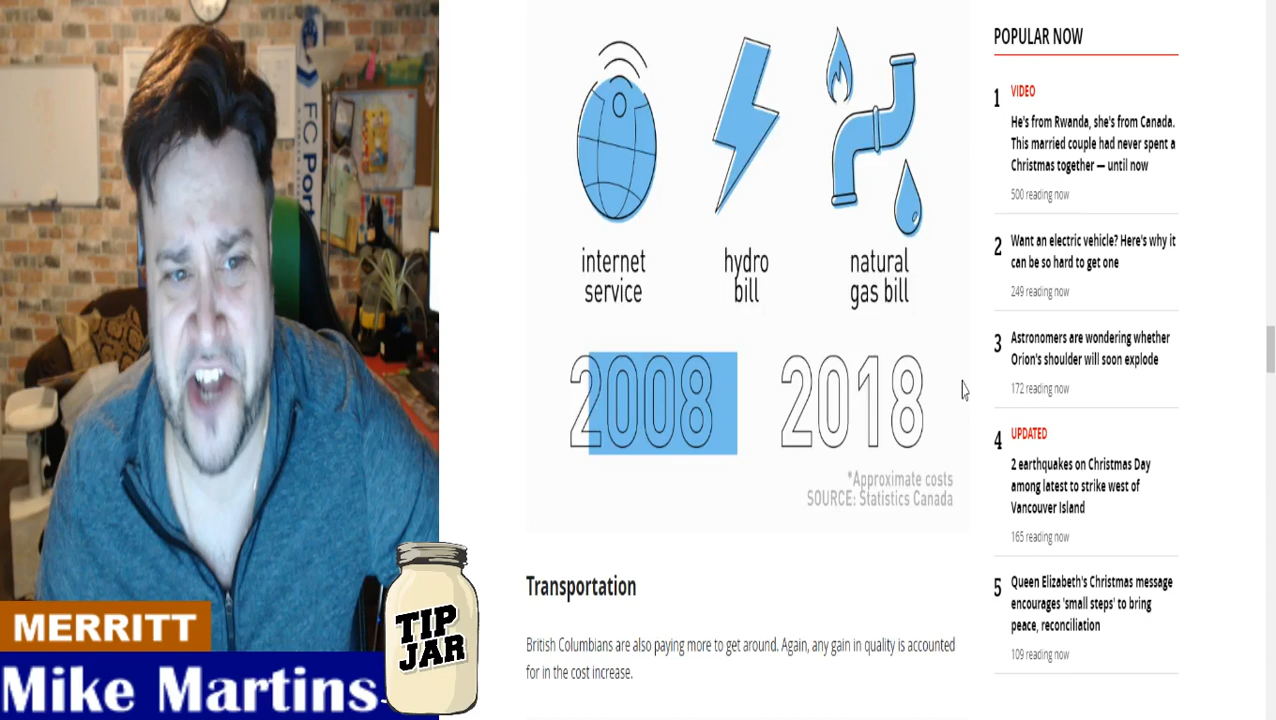 FC Port
MERRITT
Mike Martins
TIP
JAR
internet
service
hydro
bill
natural
gas bill
2008
2018
*Approximate costs
SOURCE: Statistics Canada
Transportation
British Columbians are also paying more to get around. Again, any gain in quality is accounted
for in the cost increase.
POPULAR NOW
1
VIDEO
He's from Rwanda, she's from Canada.
This married couple had never spent a
Christmas together — until now
500 reading now
2
Want an electric vehicle? Here's why it
can be so hard to get one
249 reading now
3
Astronomers are wondering whether
Orion's shoulder will soon explode
172 reading now
4
UPDATED
2 earthquakes on Christmas Day
among latest to strike west of
Vancouver Island
165 reading now
5
Queen Elizabeth's Christmas message
encourages 'small steps' to bring
peace, reconciliation
109 reading now